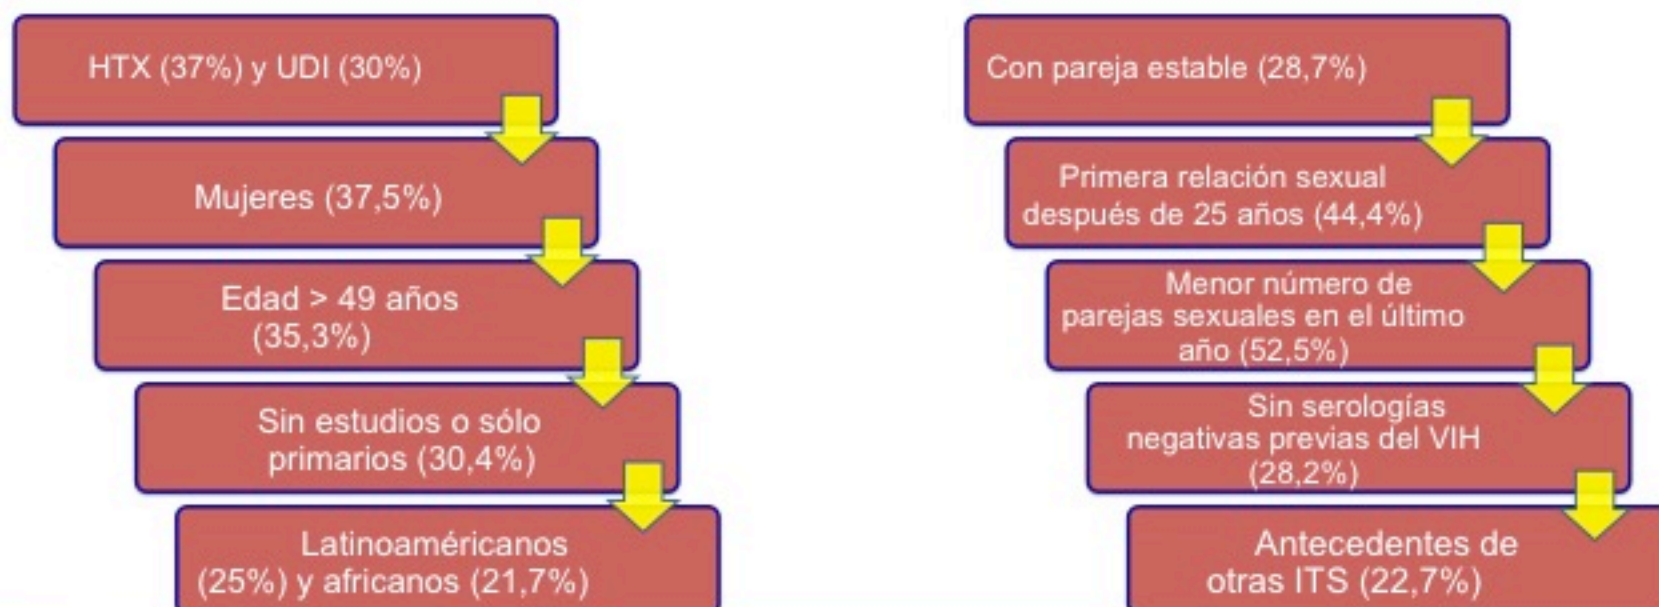 HTX (37%) y UDI (30%)
Mujeres (37,5%)
Edad > 49 años
(35,3%)
Sin estudios o sólo
primarios (30,4%)
Latinoaméricanos
(25%) y africanos (21,7%)
Con pareja estable (28,7%)
Primera relación sexual
después de 25 años (44,4%)
Menor número de
parejas sexuales en el último
año (52,5%)
Sin serologías
negativas previas del VIH
(28,2%)
Antecedentes de
otras ITS (22,7%)